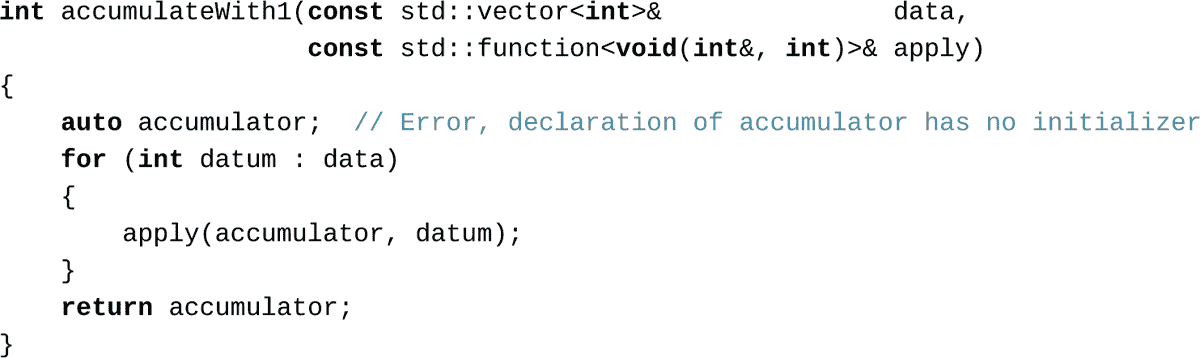 int accumulateWith1(const std::vector<int>&               data,
                    const std::function<void(int&, int)>& apply)
{
    auto accumulator;  // Error, declaration of accumulator has no initializer
    for (int datum : data)
    {
        apply(accumulator, datum);
    }
    return accumulator;
}